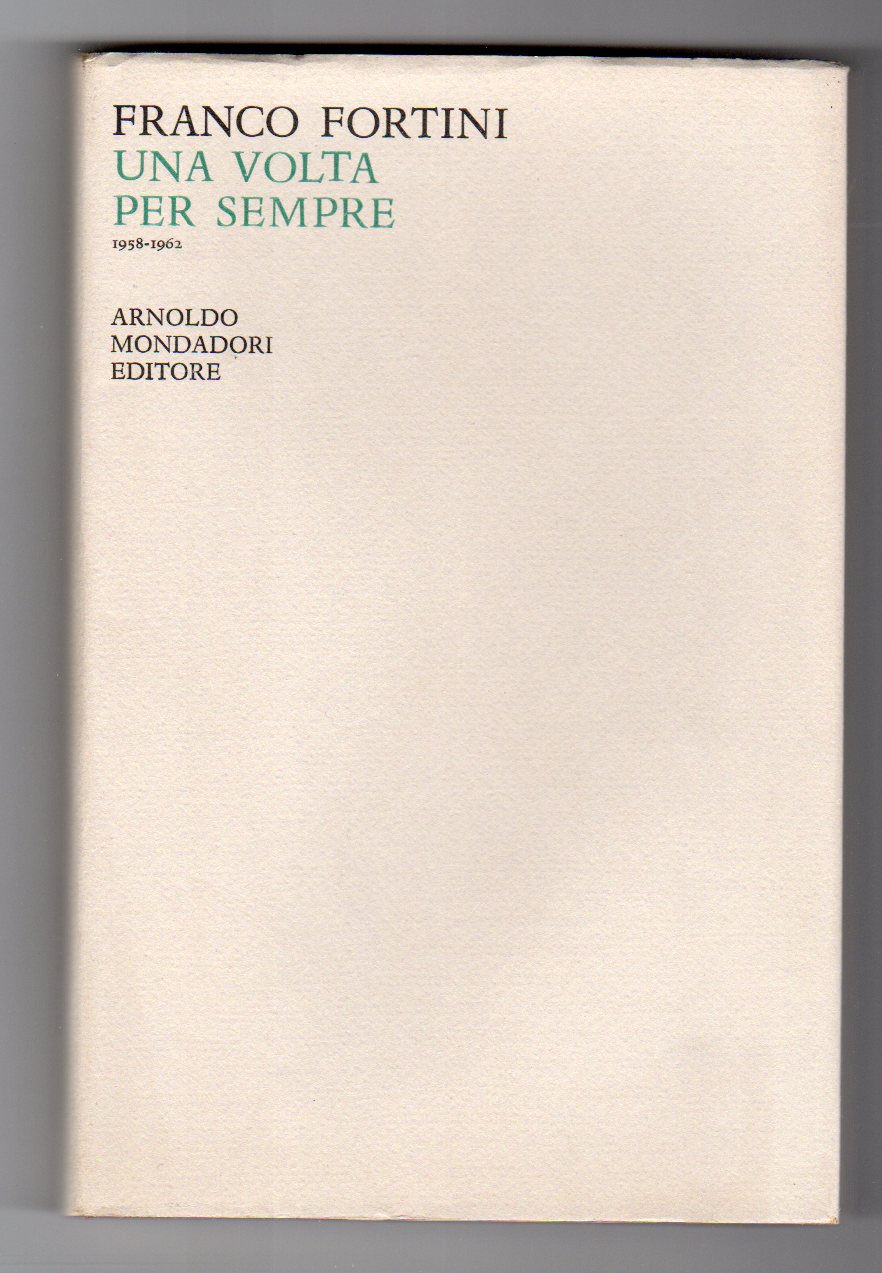 FRANCO FORTINI
UNA VOLTA
PER SEMPRE
1958-1962
ARNOLDO
MONDADORI
EDITORE